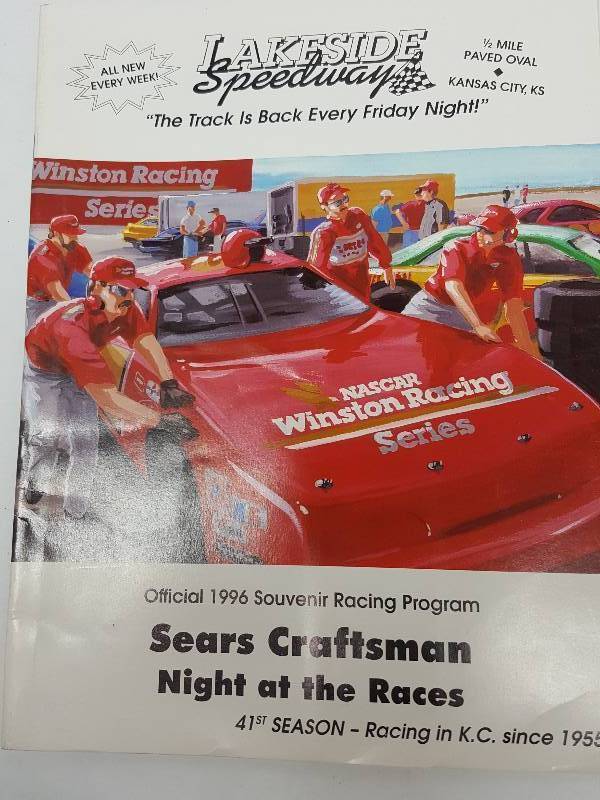 ALL NEW
EVERY WEEK!
LAKESIDE
Speedway
½ MILE
PAVED OVAL
KANSAS CITY, KS
"The Track Is Back Every Friday Night!"
Winston Racing
Series
NASCAR
Winston Racing
Series
Official 1996 Souvenir Racing Program
Sears Craftsman
Night at the Races
41ST SEASON – Racing in K.C. since 1955